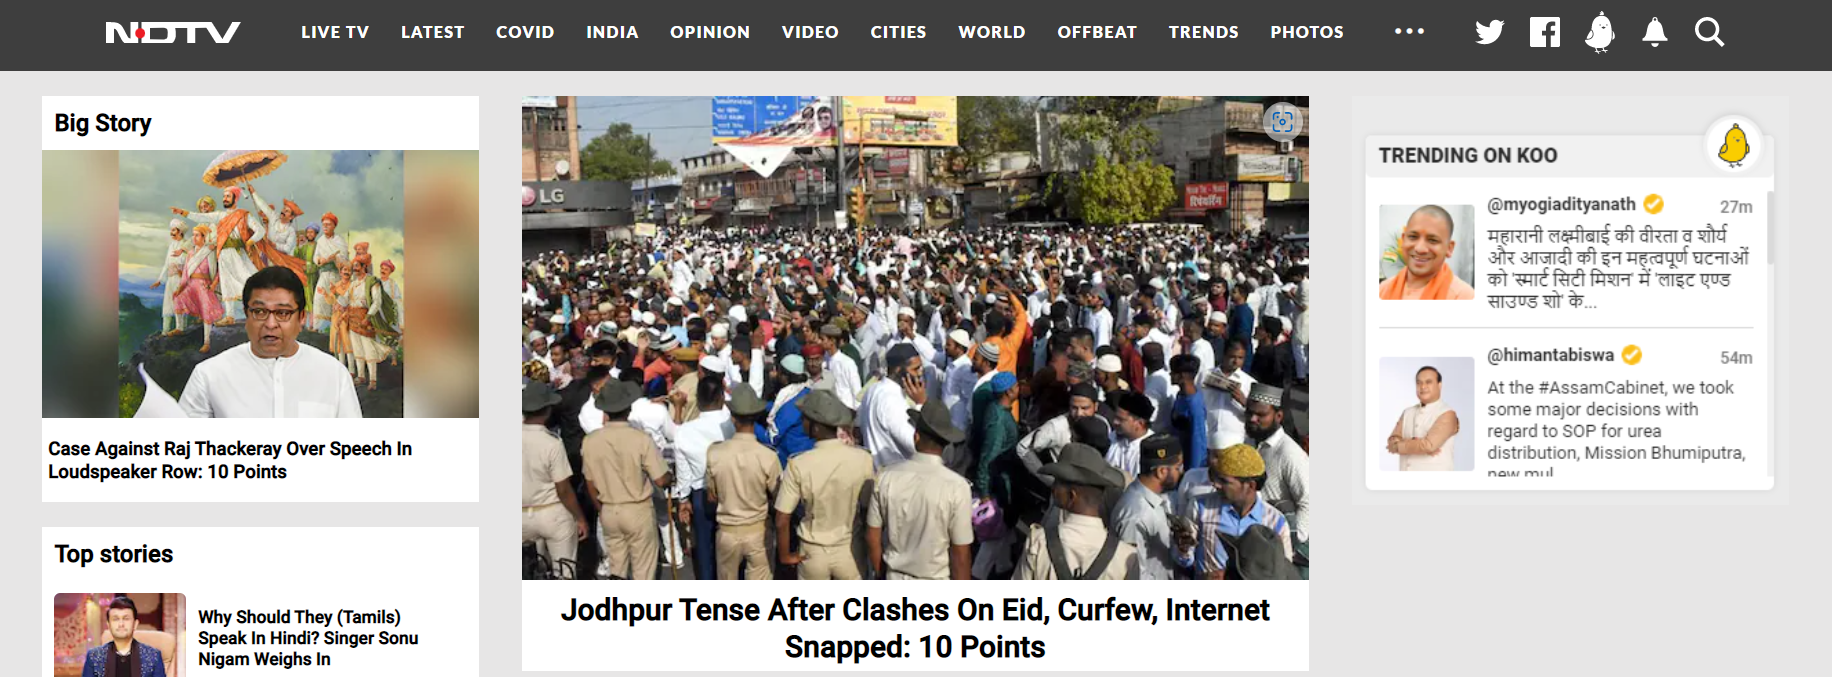 NDTV
LIVE TV LATEST COVID INDIA OPINION VIDEO CITIES WORLD OFFBEAT TRENDS PHOTOS
Big Story
Case Against Raj Thackeray Over Speech In
Loudspeaker Row: 10 Points
Top stories
Why Should They (Tamils)
Speak In Hindi? Singer Sonu
Nigam Weighs In
LG
Jodhpur Tense After Clashes On Eid, Curfew, Internet
Snapped: 10 Points
TRENDING ON KOO
@myogiadityanath 27m
महारानी लक्ष्मीबाई की वीरता व शौर्य
और आजादी की इन महत्वपूर्ण घटनाओं
को 'स्मार्ट सिटी मिशन' में 'लाइट एण्ड
साउण्ड शो' के...
@himantabiswa 54m
At the #AssamCabinet, we took
some major decisions with
regard to SOP for urea
distribution, Mission Bhumiputra,
new mul